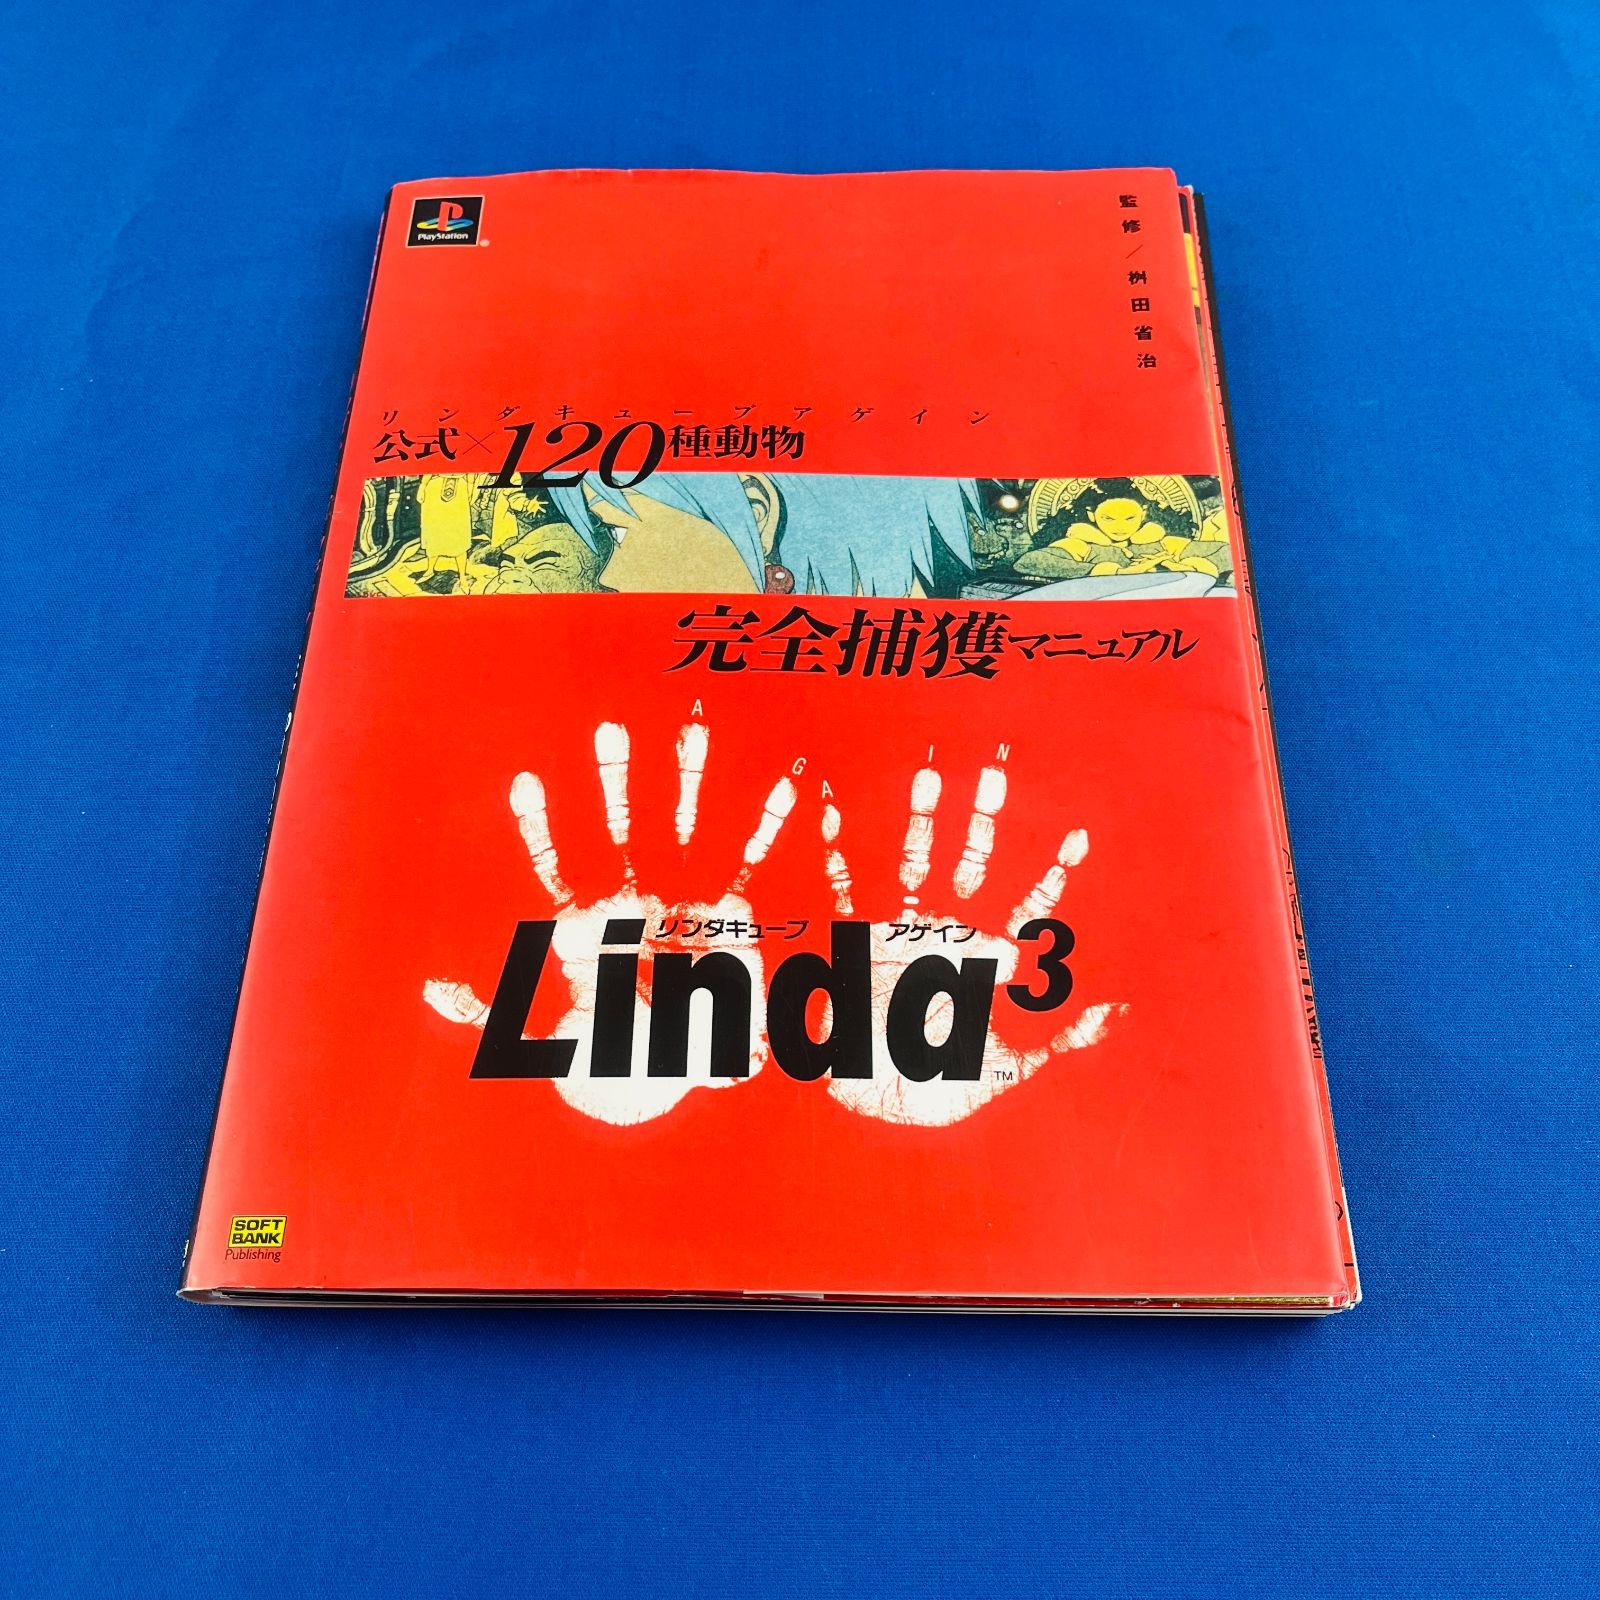 PlayStation
監修／桝田省治
リンダキューブアゲイン
公式×120種動物
完全捕獲マニュアル
AGAIN
リンダキューブ アゲイン
Linda3
TM
SOFT
BANK
Publishing